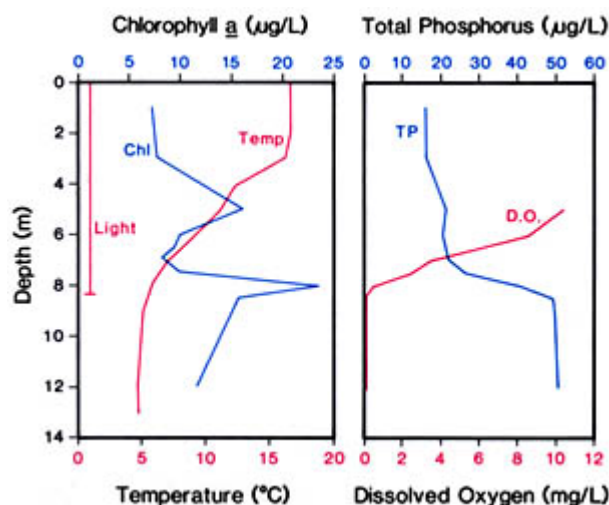 Chlorophyll a (µg/L)
0 5 10 15 20 25
Total Phosphorus (µg/L)
0 10 20 30 40 50 60
Depth (m)
0
2
4
6
8
10
12
14
Chl
Temp
Light
TP
D.O.
0 5 10 15 20
Temperature (°C)
0 2 4 6 8 10 12
Dissolved Oxygen (mg/L)